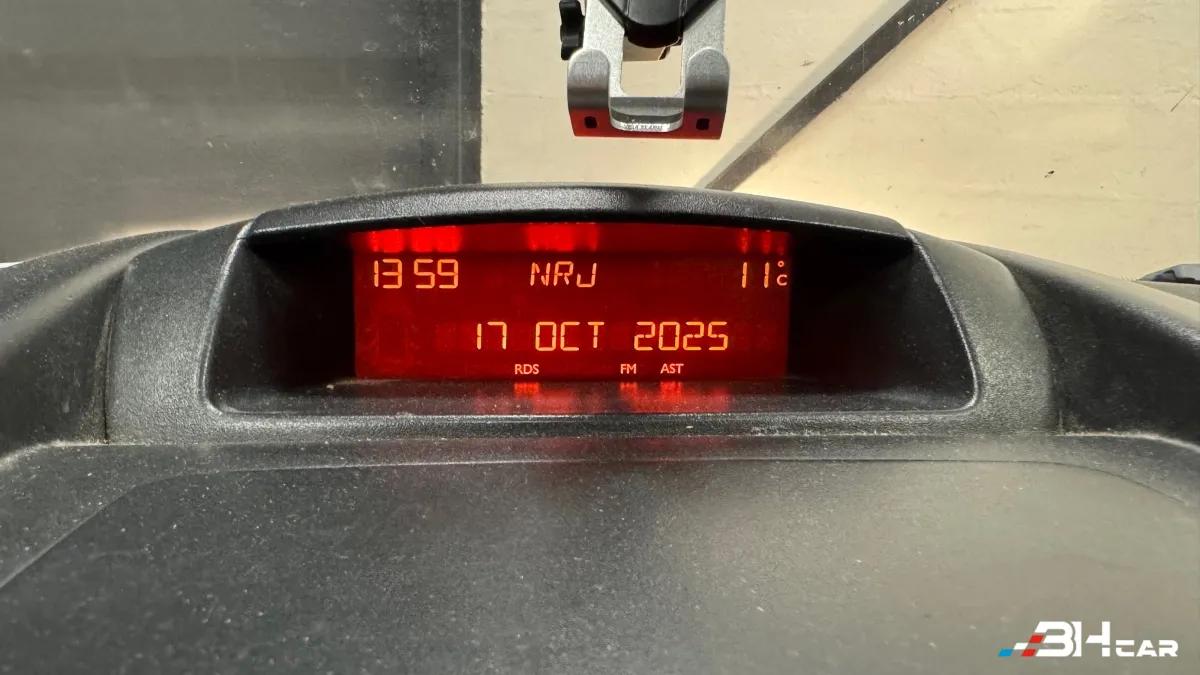 13 59 NRJ 11°C
17 OCT 2025
RDS FM AST
BHCAR